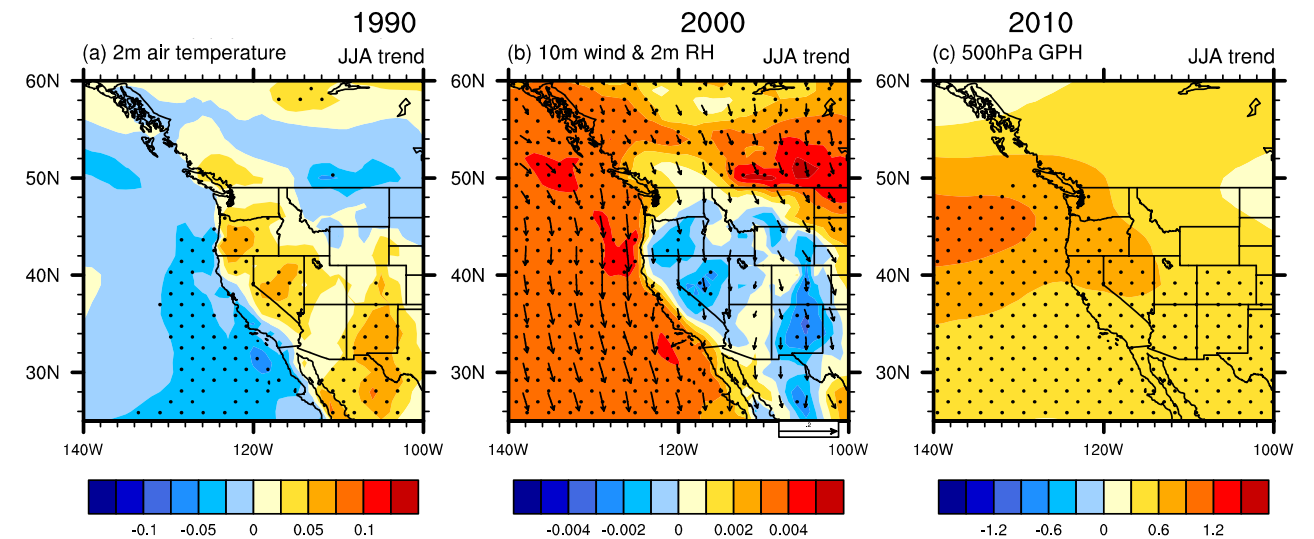 1990 2000 2010
(a) 2m air temperature JJA trend (b) 10m wind & 2m RH JJA trend (c) 500hPa GPH JJA trend
60N 60N 60N
50N 50N 50N
40N 40N 40N
30N 30N 30N
140W 120W 100W 140W 120W 100W 140W 120W 100W
-0.1 -0.05 0 0.05 0.1 -0.004 -0.002 0 0.002 0.004 -1.2 -0.6 0 0.6 1.2